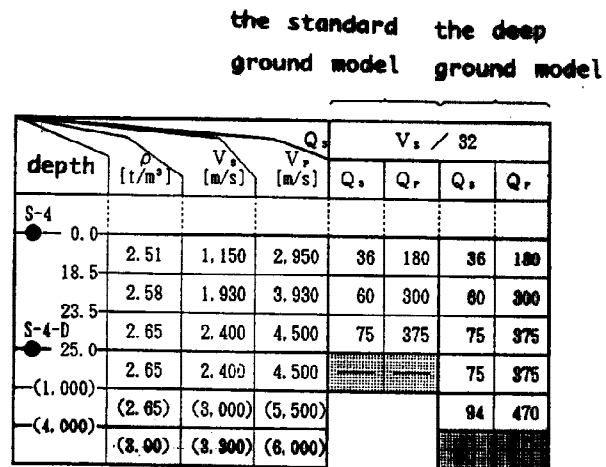 the standard the deep
ground model ground model
Qs Vs / 32
depth ρ [t/m³] Vs [m/s] Vp [m/s] Qs Qp Qs Qp
S-4
0.0
2.51 1,150 2,950 36 180 36 180
18.5
2.58 1,930 3,930 60 300 60 300
23.5
S-4-D 2.65 2,400 4,500 75 375 75 375
25.0
2.65 2,400 4,500 — — 75 375
(1,000)
(2.65) (3,000) (5,500) 94 470
(4,000)
(3.00) (3,300) (6,000)